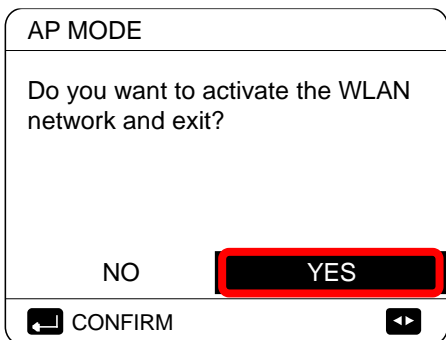 AP MODE
Do you want to activate the WLAN
network and exit?
NO YES
CONFIRM